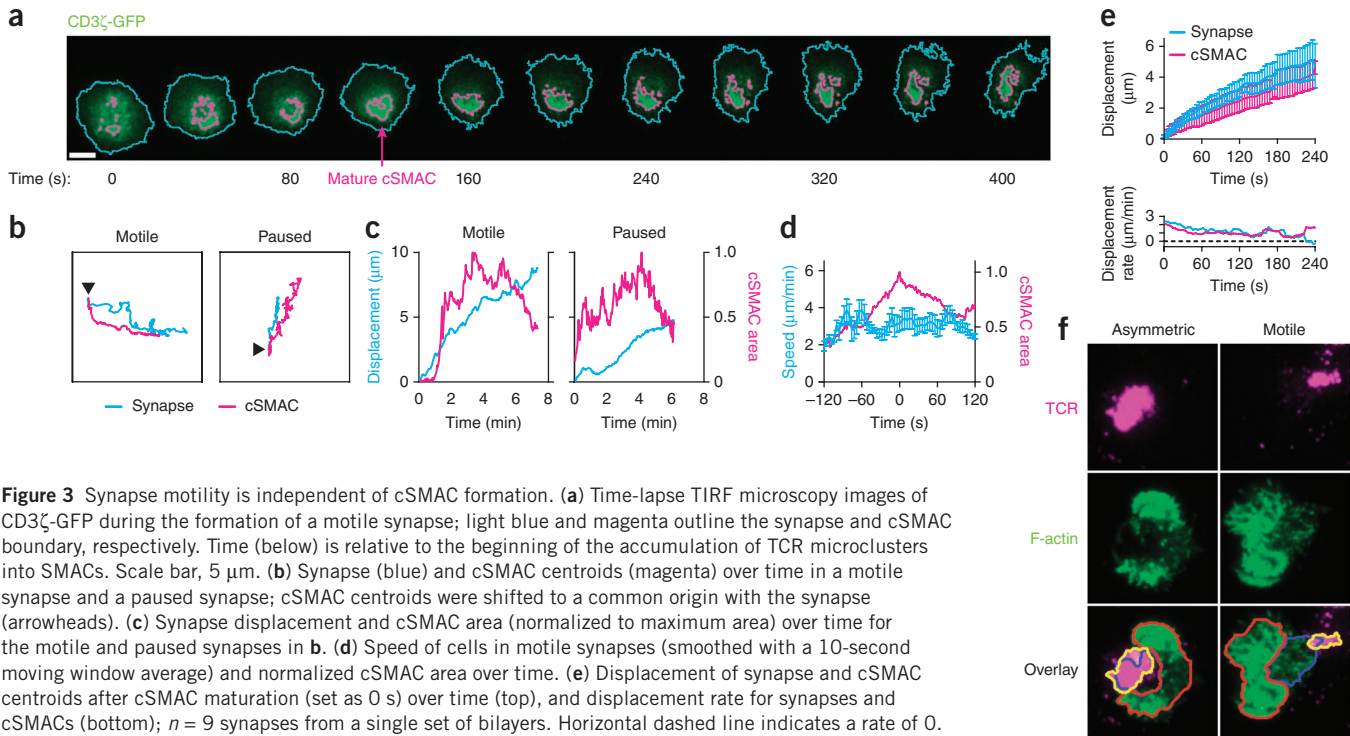 a
CD3ζ-GFP
Time (s): 0 80 160 240 320 400
Mature cSMAC
b
Motile Paused
Synapse cSMAC
c
Motile Paused
Displacement (μm)
10
5
0
0 2 4 6 8
Time (min)
0 2 4 6 8
Time (min)
1.0
0.5
0
cSMAC area
d
Speed (μm/min)
6
4
2
0
–120 –60 0 60 120
Time (s)
1.0
0.5
0
cSMAC area
e
Synapse
cSMAC
Displacement
(μm)
6
4
2
0
0 60 120 180 240
Time (s)
Displacement
rate (μm/min)
3
0
0 60 120 180 240
Time (s)
f
Asymmetric Motile
TCR
F-actin
Overlay
Figure 3 Synapse motility is independent of cSMAC formation. (a) Time-lapse TIRF microscopy images of
CD3ζ-GFP during the formation of a motile synapse; light blue and magenta outline the synapse and cSMAC
boundary, respectively. Time (below) is relative to the beginning of the accumulation of TCR microclusters
into SMACs. Scale bar, 5 μm. (b) Synapse (blue) and cSMAC centroids (magenta) over time in a motile
synapse and a paused synapse; cSMAC centroids were shifted to a common origin with the synapse
(arrowheads). (c) Synapse displacement and cSMAC area (normalized to maximum area) over time for
the motile and paused synapses in b. (d) Speed of cells in motile synapses (smoothed with a 10-second
moving window average) and normalized cSMAC area over time. (e) Displacement of synapse and cSMAC
centroids after cSMAC maturation (set as 0 s) over time (top), and displacement rate for synapses and
cSMACs (bottom); n = 9 synapses from a single set of bilayers. Horizontal dashed line indicates a rate of 0.